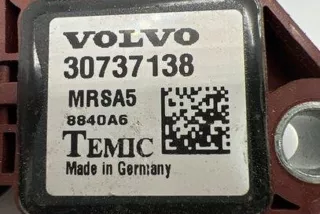 VOLVO
30737138
MRSA5
8840A6
TEMIC
Made in Germany